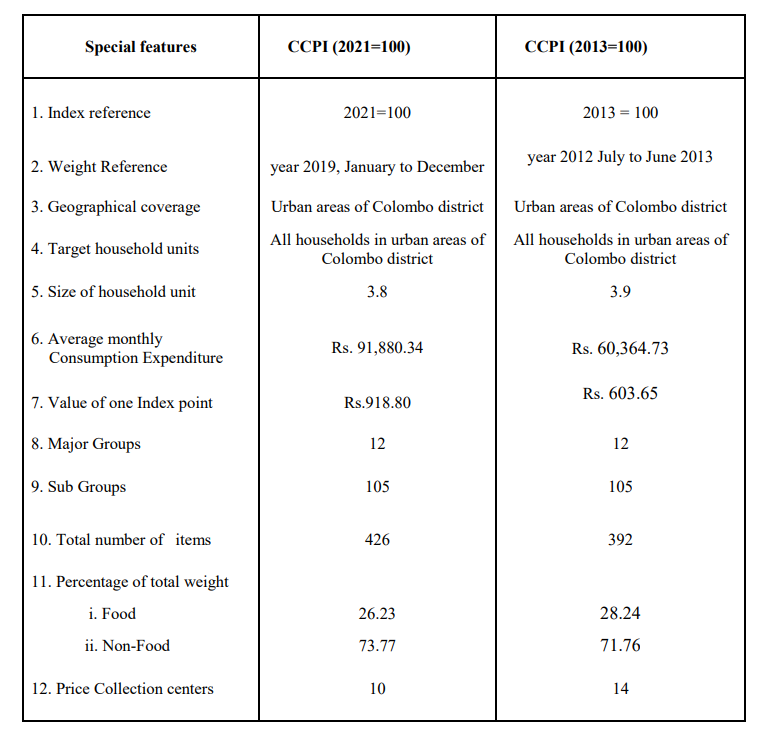 Special features CCPI (2021=100) CCPI (2013=100)
1. Index reference 2021=100 2013 = 100
2. Weight Reference year 2019, January to December year 2012 July to June 2013
3. Geographical coverage Urban areas of Colombo district Urban areas of Colombo district
4. Target household units All households in urban areas of Colombo district All households in urban areas of Colombo district
5. Size of household unit 3.8 3.9
6. Average monthly Consumption Expenditure Rs. 91,880.34 Rs. 60,364.73
7. Value of one Index point Rs.918.80 Rs. 603.65
8. Major Groups 12 12
9. Sub Groups 105 105
10. Total number of items 426 392
11. Percentage of total weight
i. Food 26.23 28.24
ii. Non-Food 73.77 71.76
12. Price Collection centers 10 14